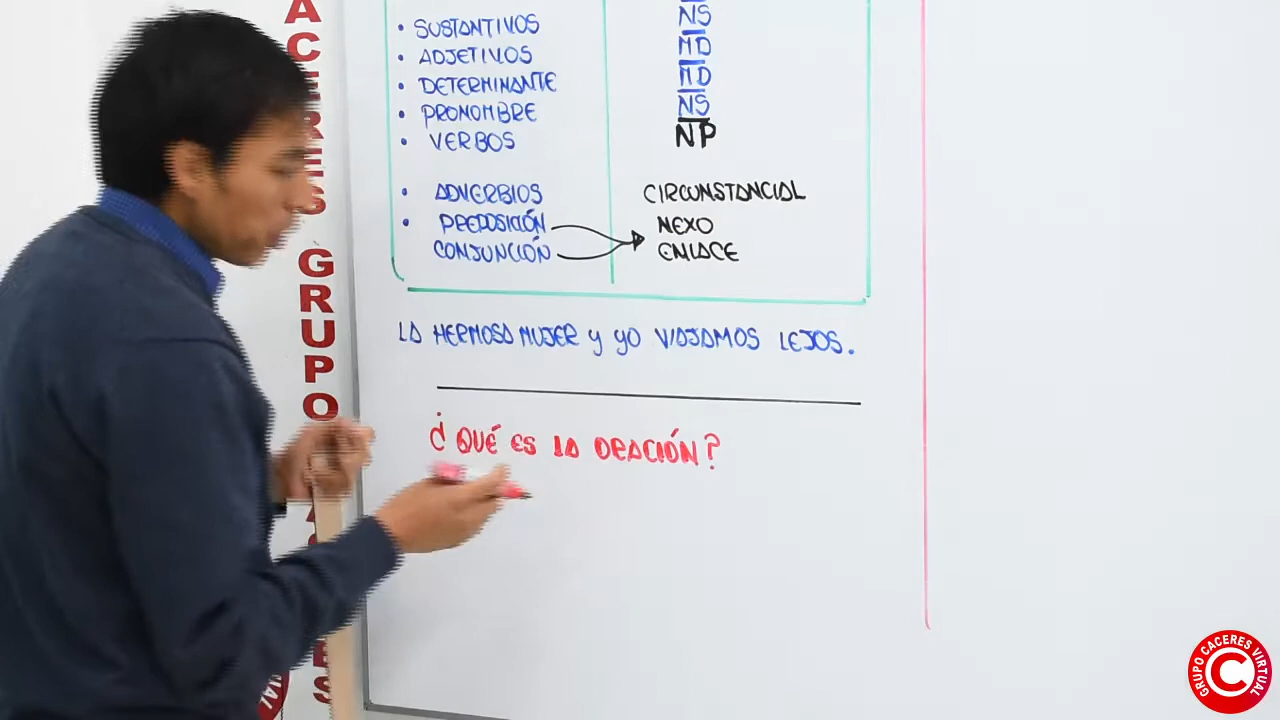 CACERES
GRUPO
• SUSTANTIVOS NS
• ADJETIVOS MD
• DETERMINANTE MD
• PRONOMBRE NS
• VERBOS NP
• ADVERBIOS CIRCUNSTANCIAL
• PREPOSICIÓN NEXO
CONJUNCIÓN ENLACE
LA HERMOSA MUJER y yo VIAJAMOS LEJOS.
¿QUÉ ES LA ORACIÓN?
GRUPO CACERES VIRTUAL
C